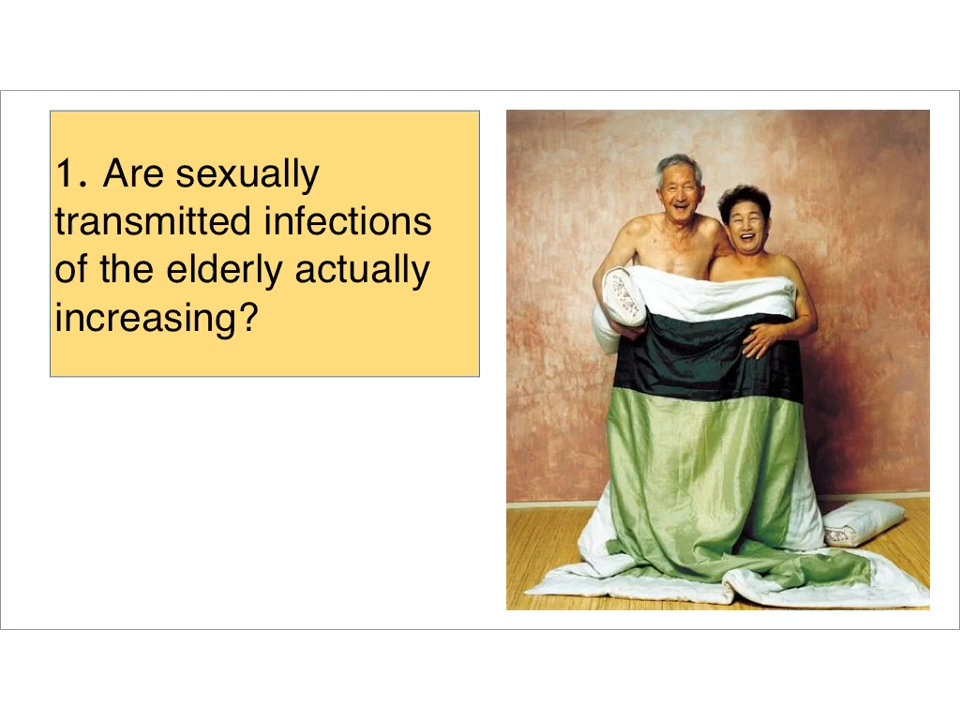 1. Are sexually
transmitted infections
of the elderly actually
increasing?